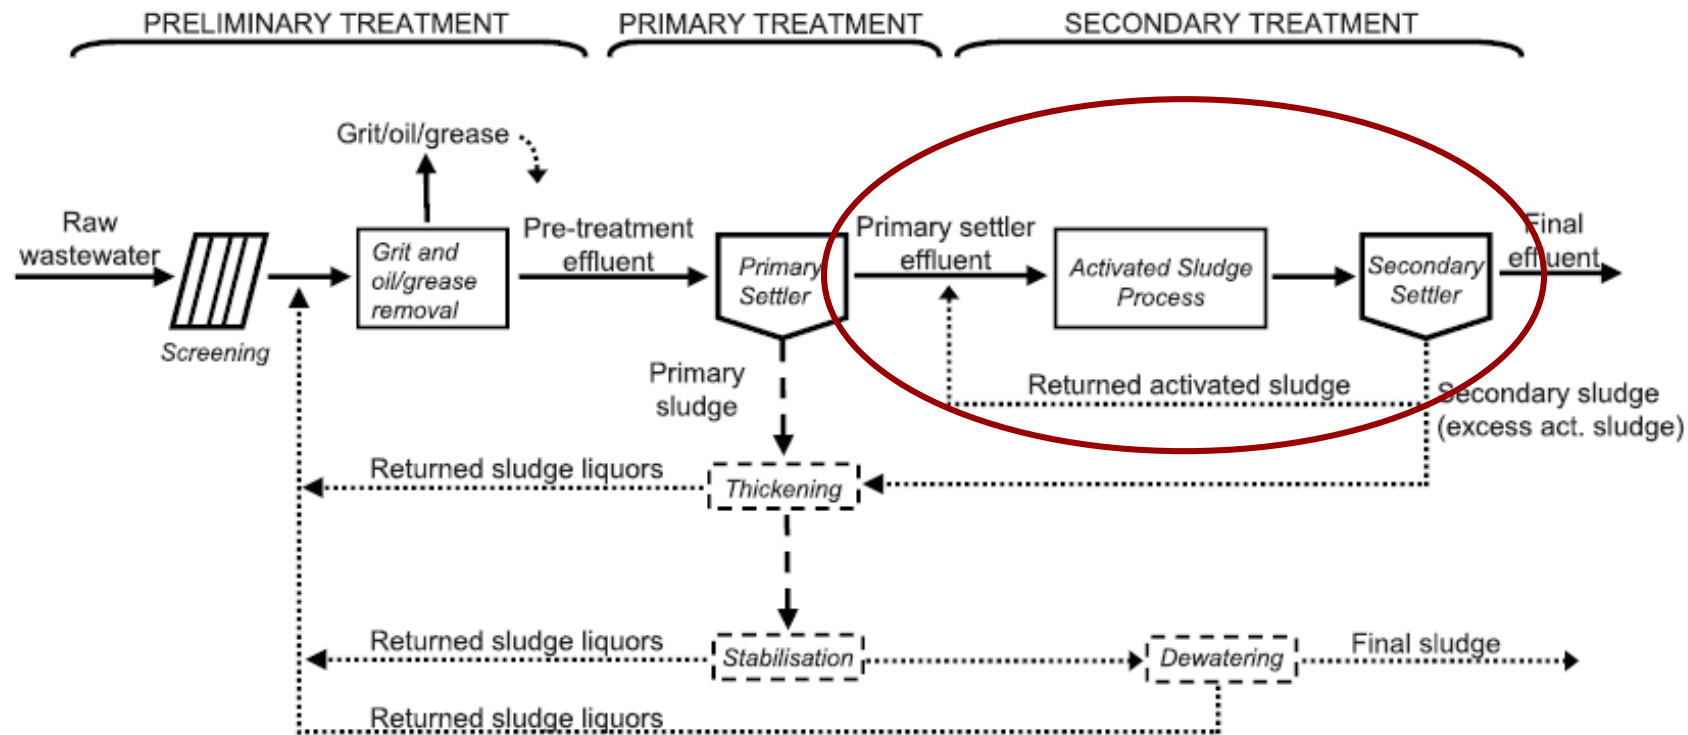 PRELIMINARY TREATMENT
PRIMARY TREATMENT
SECONDARY TREATMENT
Grit/oil/grease
Raw
wastewater
Screening
Grit and
oil/grease
removal
Pre-treatment
effluent
Primary
Settler
Primary settler
effluent
Activated Sludge
Process
Secondary
Settler
Final
effluent
Primary
sludge
Returned activated sludge
Secondary sludge
(excess act. sludge)
Returned sludge liquors
Thickening
Returned sludge liquors
Stabilisation
Dewatering
Final sludge
Returned sludge liquors